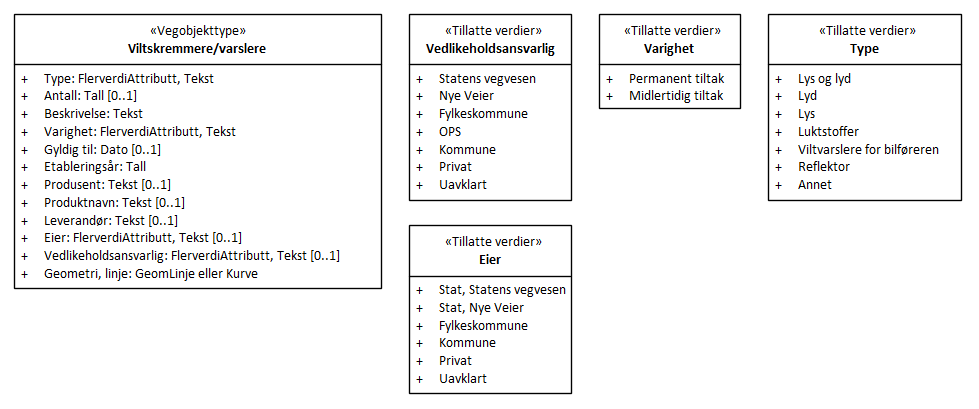 «Vegobjekttype»
Viltskremmere/varslere
+ Type: FlerverdiAttributt, Tekst
+ Antall: Tall [0..1]
+ Beskrivelse: Tekst
+ Varighet: FlerverdiAttributt, Tekst
+ Gyldig til: Dato [0..1]
+ Etableringsår: Tall
+ Produsent: Tekst [0..1]
+ Produktnavn: Tekst [0..1]
+ Leverandør: Tekst [0..1]
+ Eier: FlerverdiAttributt, Tekst [0..1]
+ Vedlikeholdsansvarlig: FlerverdiAttributt, Tekst [0..1]
+ Geometri, linje: GeomLinje eller Kurve
«Tillatte verdier»
Vedlikeholdsansvarlig
+ Statens vegvesen
+ Nye Veier
+ Fylkeskommune
+ OPS
+ Kommune
+ Privat
+ Uavklart
«Tillatte verdier»
Eier
+ Stat, Statens vegvesen
+ Stat, Nye Veier
+ Fylkeskommune
+ Kommune
+ Privat
+ Uavklart
«Tillatte verdier»
Varighet
+ Permanent tiltak
+ Midlertidig tiltak
«Tillatte verdier»
Type
+ Lys og lyd
+ Lyd
+ Lys
+ Luktstoffer
+ Viltvarslere for bilføreren
+ Reflektor
+ Annet